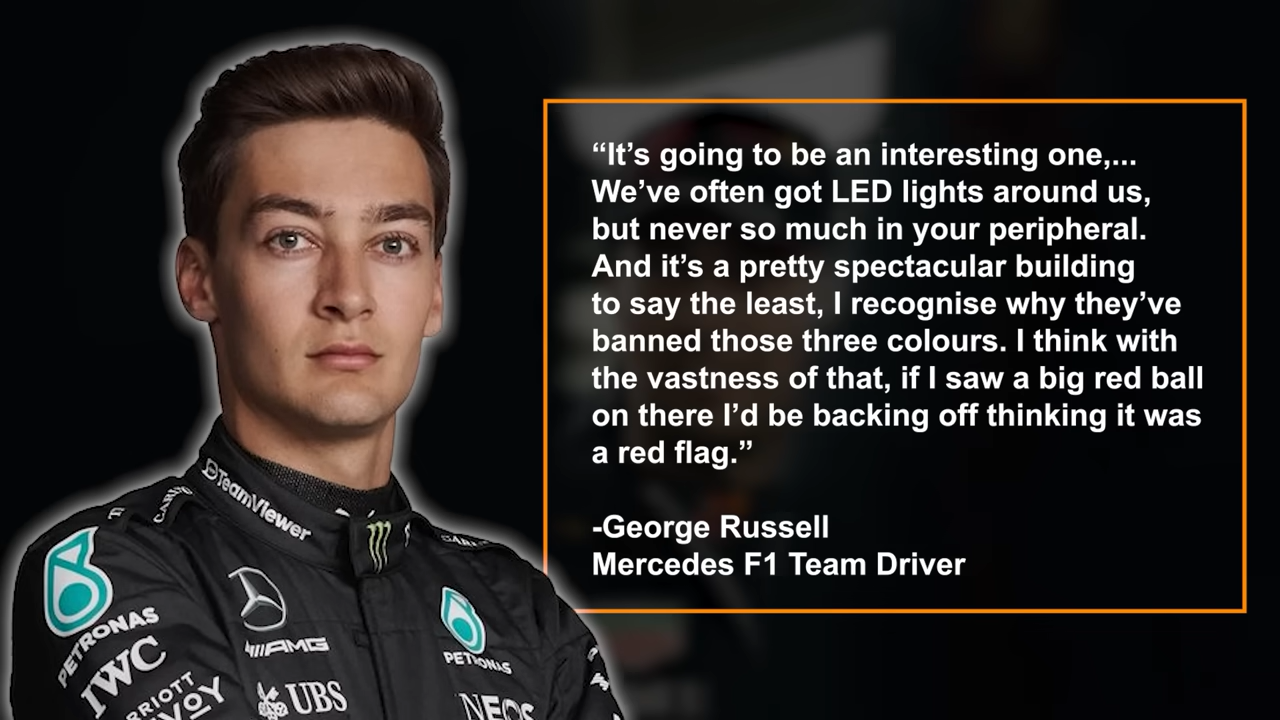 “It’s going to be an interesting one,...
We’ve often got LED lights around us,
but never so much in your peripheral.
And it’s a pretty spectacular building
to say the least, I recognise why they’ve
banned those three colours. I think with
the vastness of that, if I saw a big red ball
on there I’d be backing off thinking it was
a red flag.”
-George Russell
Mercedes F1 Team Driver
TeamViewer
PETRONAS
IWC
AMG
PETRONAS
UBS